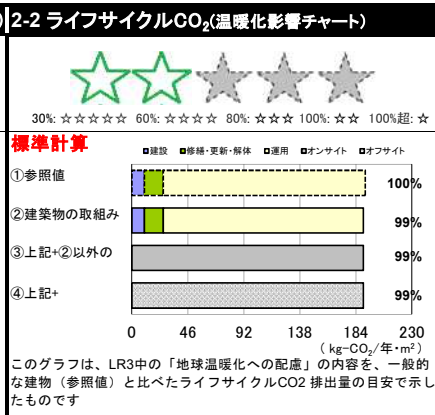 ) 2-2 ライフサイクルCO₂(温暖化影響チャート)
30%: ☆☆☆☆☆ 60%: ☆☆☆☆ 80%: ☆☆☆ 100%: ☆☆ 100%超: ☆
標準計算
■建設 ■修繕・更新・解体 □運用 ■オンサイト □オフサイト
①参照値 100%
②建築物の取組み 99%
③上記+②以外の 99%
④上記+ 99%
0 46 92 138 184 230
( kg-CO₂/年・m²)
このグラフは、LR3中の「地球温暖化への配慮」の内容を、一般的
な建物(参照値)と比べたライフサイクルCO2 排出量の目安で示し
たものです